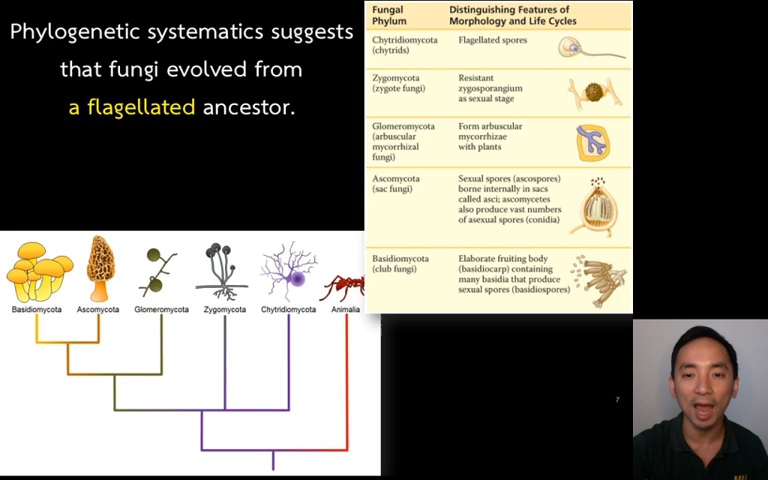 Phylogenetic systematics suggests
that fungi evolved from
a flagellated ancestor.
Fungal
Phylum
Distinguishing Features of
Morphology and Life Cycles
Chytridiomycota
(chytrids)
Flagellated spores
Zygomycota
(zygote fungi)
Resistant
zygosporangium
as sexual stage
Glomeromycota
(arbuscular
mycorrhizal
fungi)
Form arbuscular
mycorrhizae
with plants
Ascomycota
(sac fungi)
Sexual spores (ascospores)
borne internally in sacs
called asci; ascomycetes
also produce vast numbers
of asexual spores (conidia)
Basidiomycota
(club fungi)
Elaborate fruiting body
(basidiocarp) containing
many basidia that produce
sexual spores (basidiospores)
Basidiomycota
Ascomycota
Glomeromycota
Zygomycota
Chytridiomycota
Animalia
7